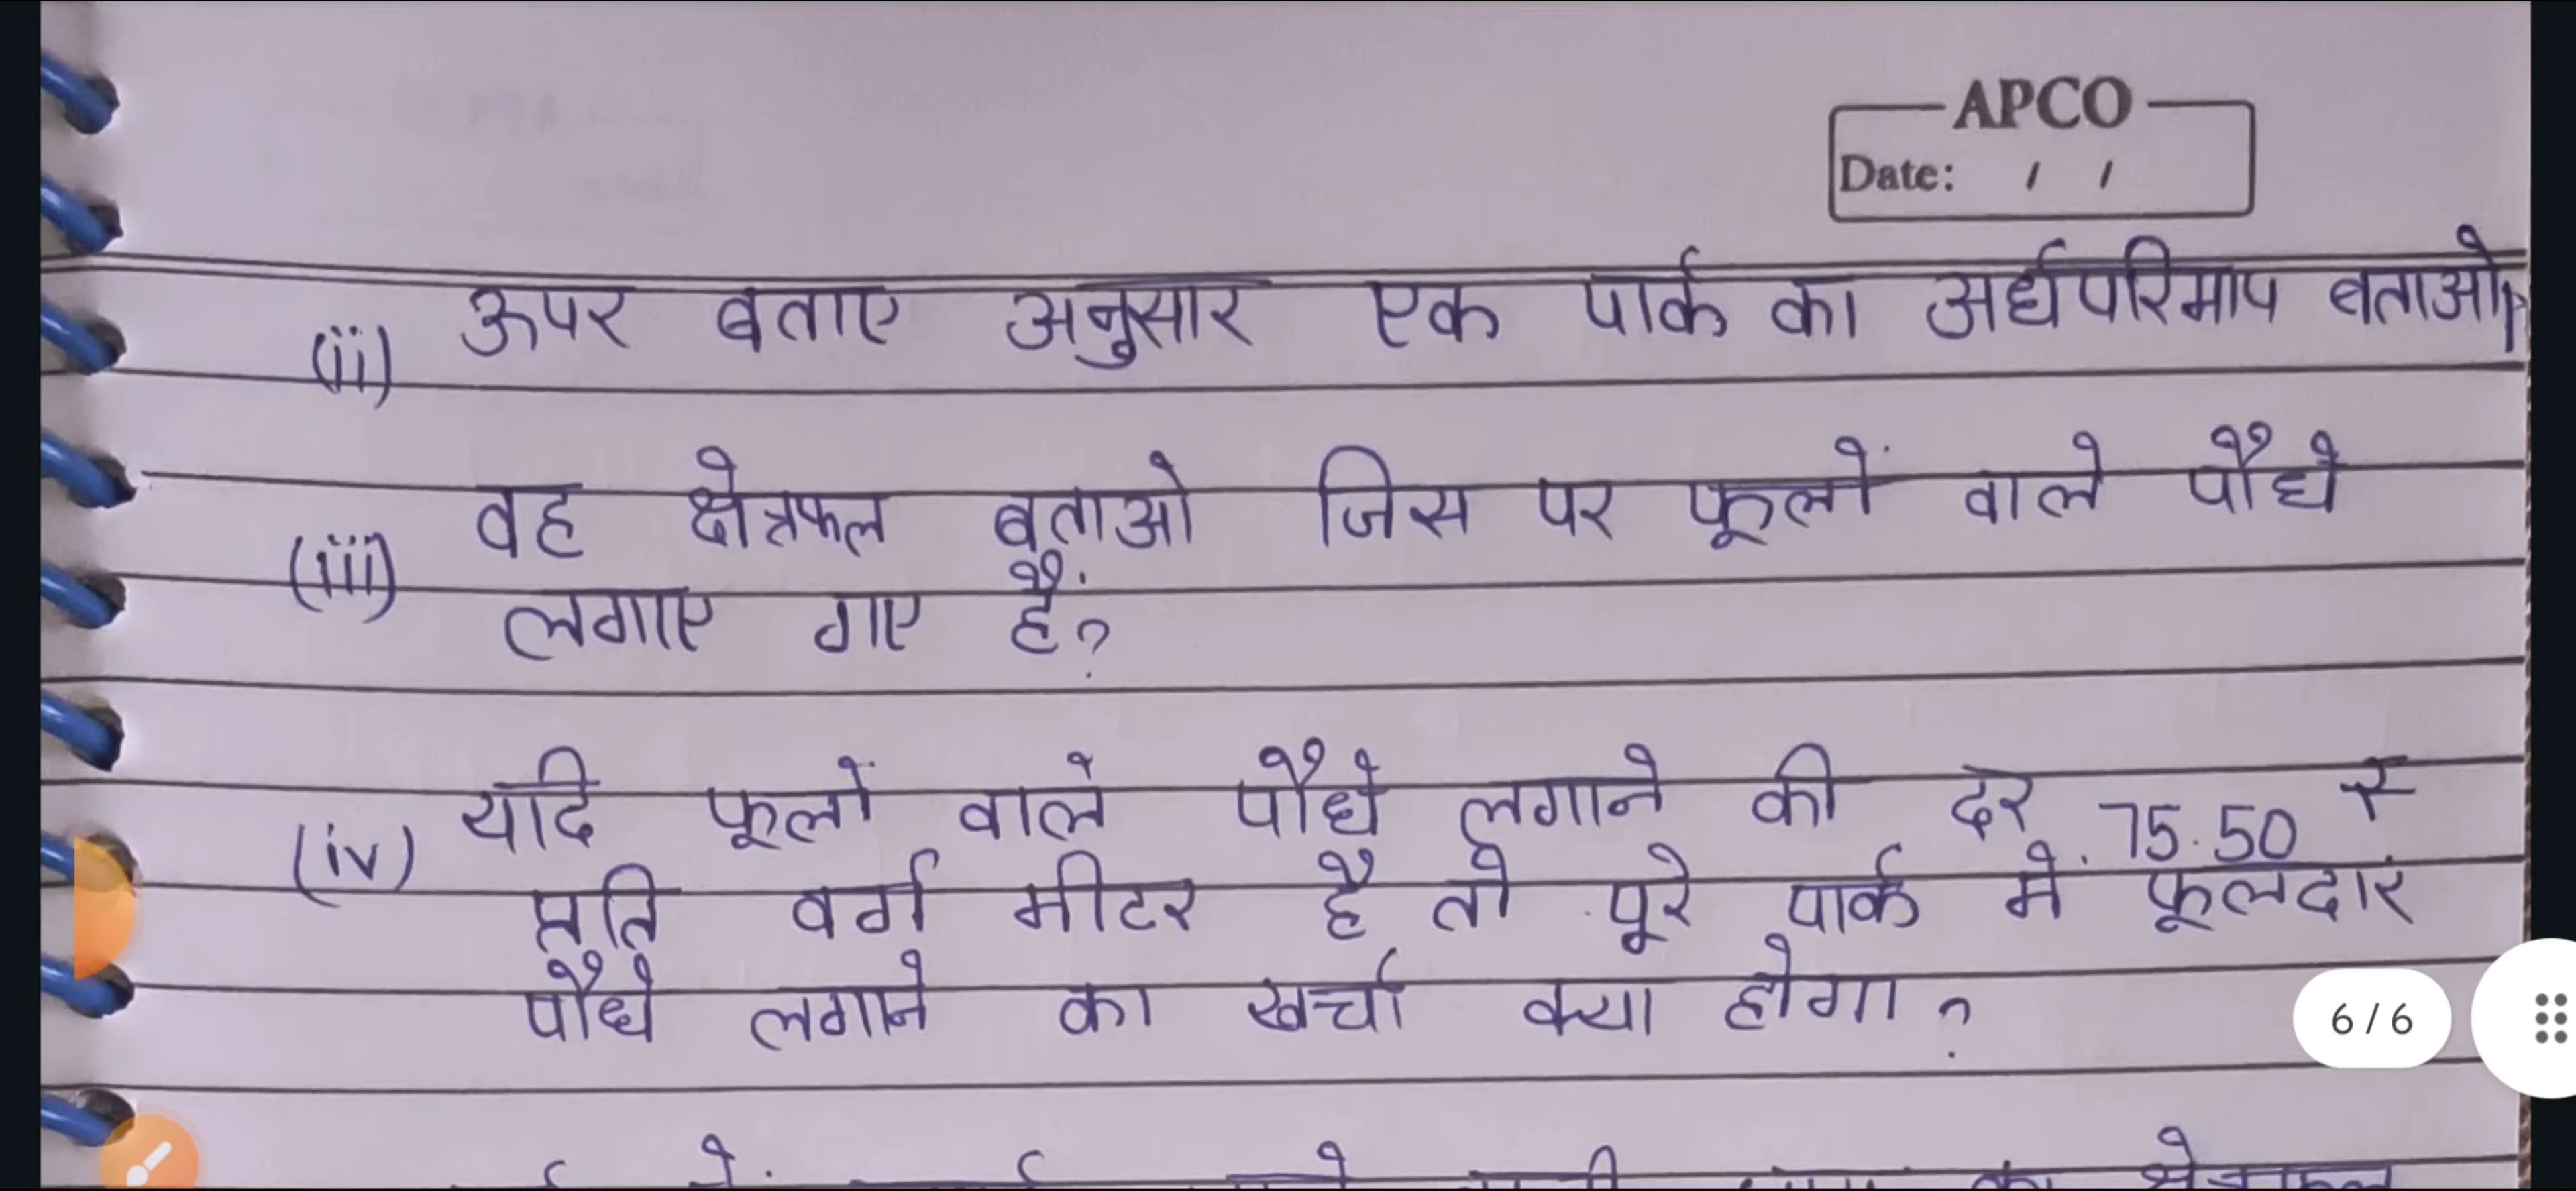 APCO
Date: / /
(ii) ऊपर बताए अनुसार एक पार्क का अर्धपरिमाप बताओ।
(iii) वह क्षेत्रफल बताओ जिस पर फूलों वाले पौधे
लगाए गए हैं?
(iv) यदि फूलों वाले पौधे लगाने की दर 75.50 ₹
प्रति वर्ग मीटर है तो पूरे पार्क में फूलदार
पौधे लगाने का खर्चा क्या होगा?
6 / 6